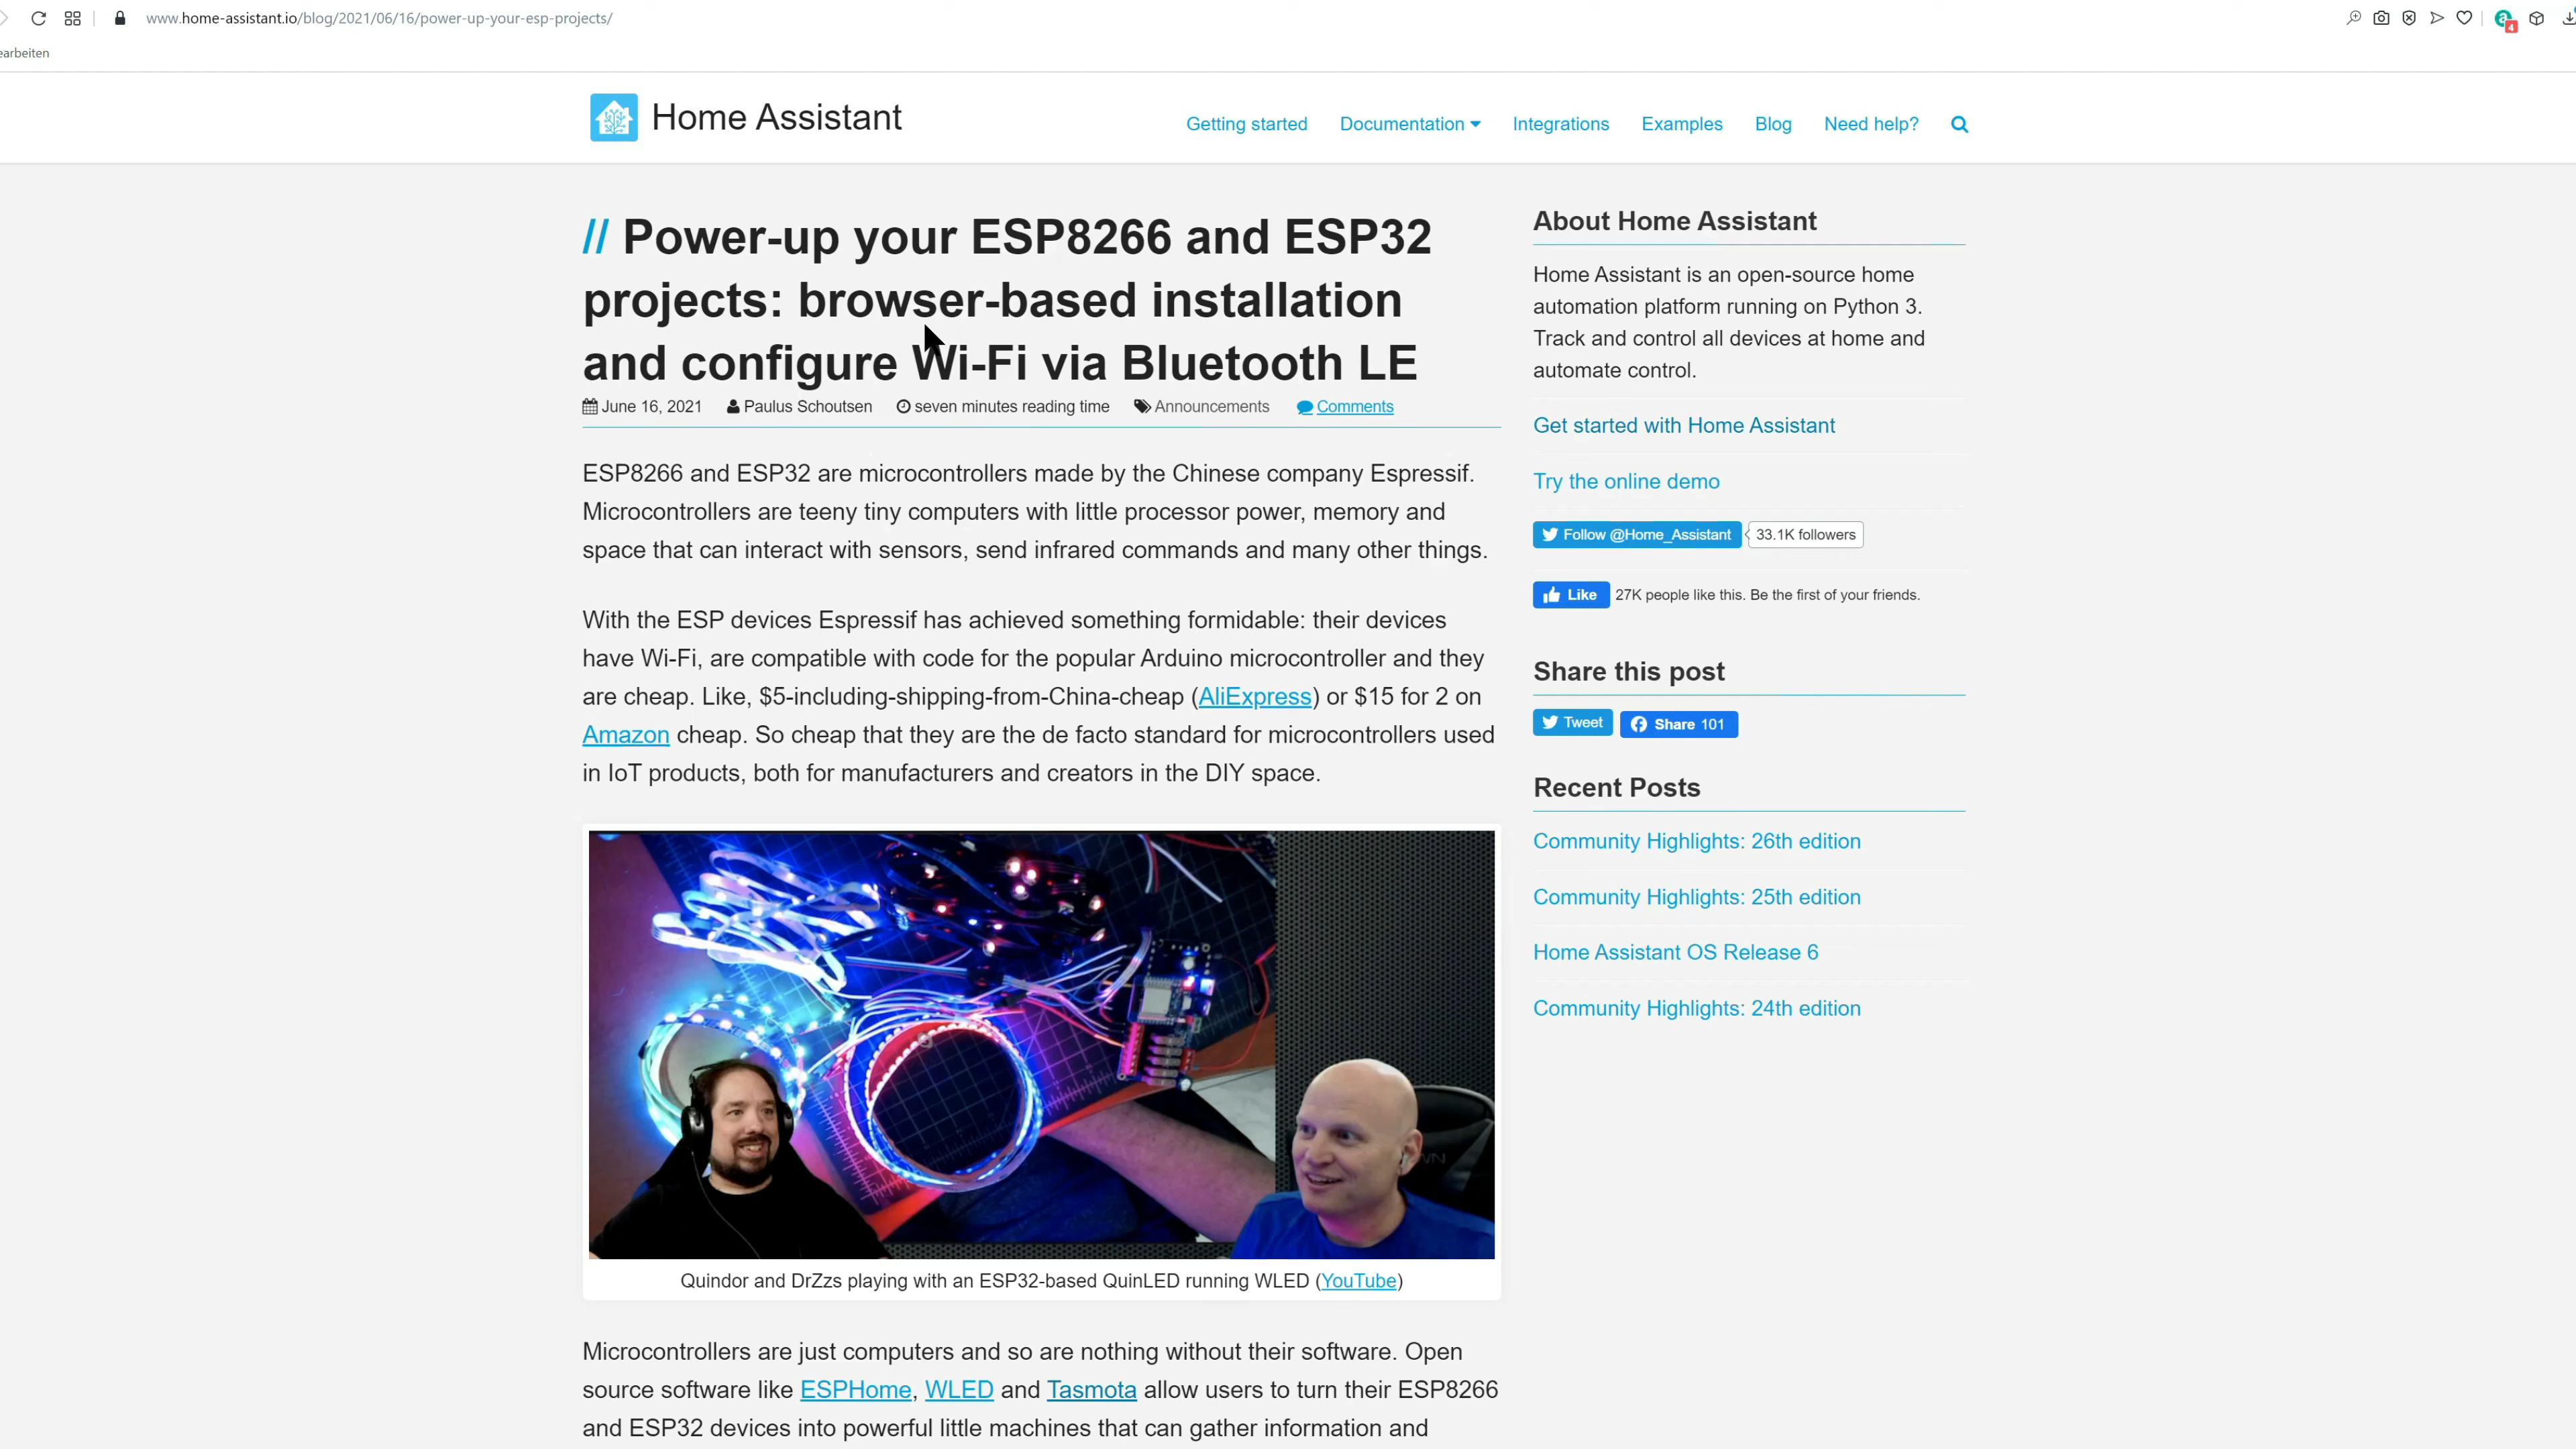 www.home-assistant.io/blog/2021/06/16/power-up-your-esp-projects/
earbeiten
Home Assistant
Getting started
Documentation
Integrations
Examples
Blog
Need help?
// Power-up your ESP8266 and ESP32
projects: browser-based installation
and configure Wi-Fi via Bluetooth LE
June 16, 2021
Paulus Schoutsen
seven minutes reading time
Announcements
Comments
ESP8266 and ESP32 are microcontrollers made by the Chinese company Espressif.
Microcontrollers are teeny tiny computers with little processor power, memory and
space that can interact with sensors, send infrared commands and many other things.
With the ESP devices Espressif has achieved something formidable: their devices
have Wi-Fi, are compatible with code for the popular Arduino microcontroller and they
are cheap. Like, $5-including-shipping-from-China-cheap (AliExpress) or $15 for 2 on
Amazon cheap. So cheap that they are the de facto standard for microcontrollers used
in IoT products, both for manufacturers and creators in the DIY space.
Quindor and DrZzs playing with an ESP32-based QuinLED running WLED (YouTube)
Microcontrollers are just computers and so are nothing without their software. Open
source software like ESPHome, WLED and Tasmota allow users to turn their ESP8266
and ESP32 devices into powerful little machines that can gather information and
About Home Assistant
Home Assistant is an open-source home
automation platform running on Python 3.
Track and control all devices at home and
automate control.
Get started with Home Assistant
Try the online demo
Follow @Home_Assistant
33.1K followers
Like
27K people like this. Be the first of your friends.
Share this post
Tweet
Share 101
Recent Posts
Community Highlights: 26th edition
Community Highlights: 25th edition
Home Assistant OS Release 6
Community Highlights: 24th edition